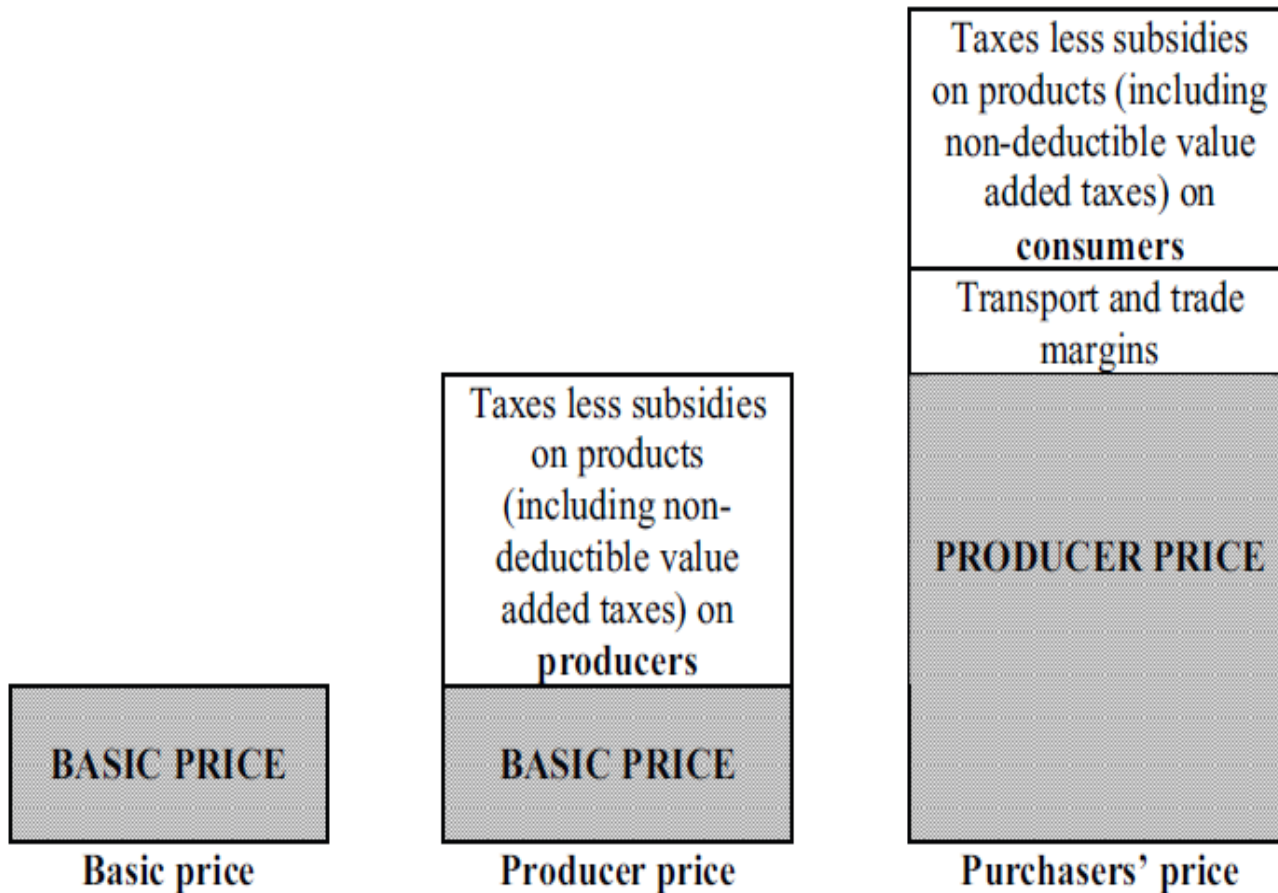 BASIC PRICE
Basic price
Taxes less subsidies
on products
(including non-
deductible value
added taxes) on
producers
BASIC PRICE
Producer price
Taxes less subsidies
on products (including
non-deductible value
added taxes) on
consumers
Transport and trade
margins
PRODUCER PRICE
Purchasers’ price